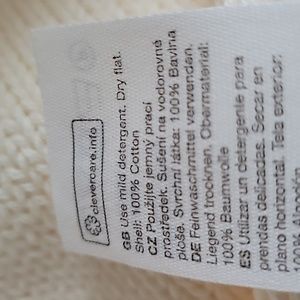 clevercare.info
GB Use mild detergent. Dry flat.
Shell: 100% Cotton
CZ Použijte jemný prací
prostředek. Sušení na vodorovné
ploše. Svrchní látka: 100% Bavlna
DE Feinwaschmittel verwenden.
Liegend trocknen. Obermaterial:
100% Baumwolle
ES Utilizar un detergente para
prendas delicadas. Secar en
plano horizontal. Tela exterior: